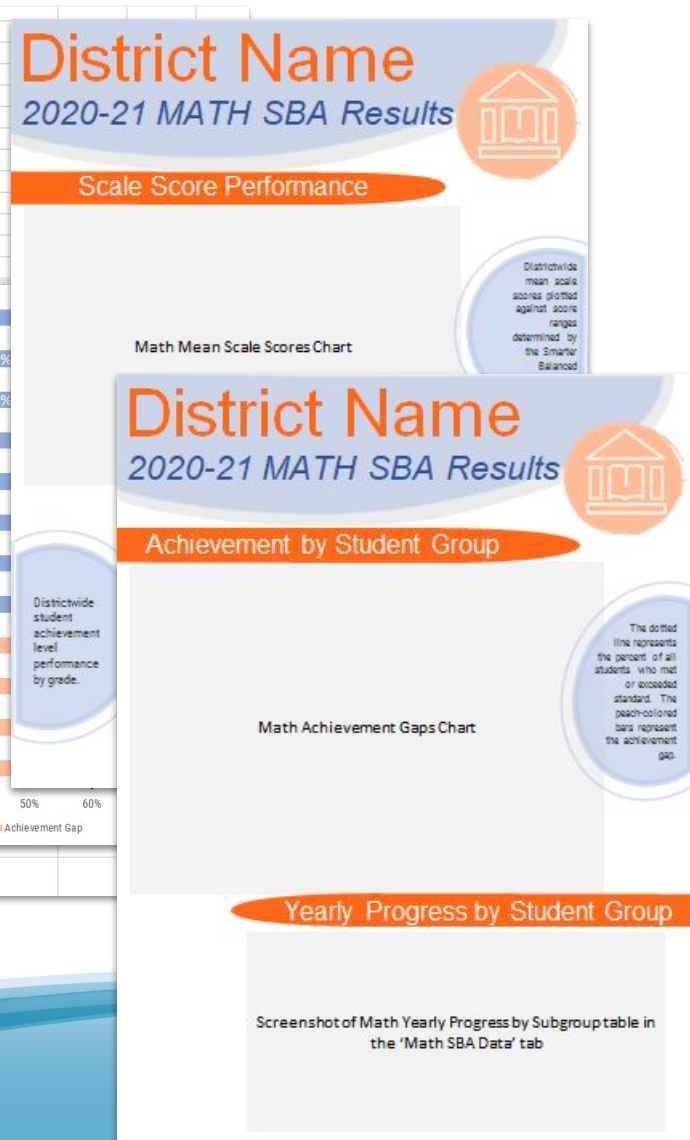 District Name
2020-21 MATH SBA Results
Scale Score Performance
Math Mean Scale Scores Chart
Districtwide
mean scale
scores plotted
against score
ranges
determined by
the Smarter
Balanced
%
%
Districtwide
student
achievement
level
performance
by grade.
50%
60%
Achievement Gap
District Name
2020-21 MATH SBA Results
Achievement by Student Group
Math Achievement Gaps Chart
The dotted
line represents
the percent of all
students who met
or exceeded
standard. The
peach-colored
bars represent
the achievement
gap.
Yearly Progress by Student Group
Screenshot of Math Yearly Progress by Subgroup table in
the 'Math SBA Data' tab